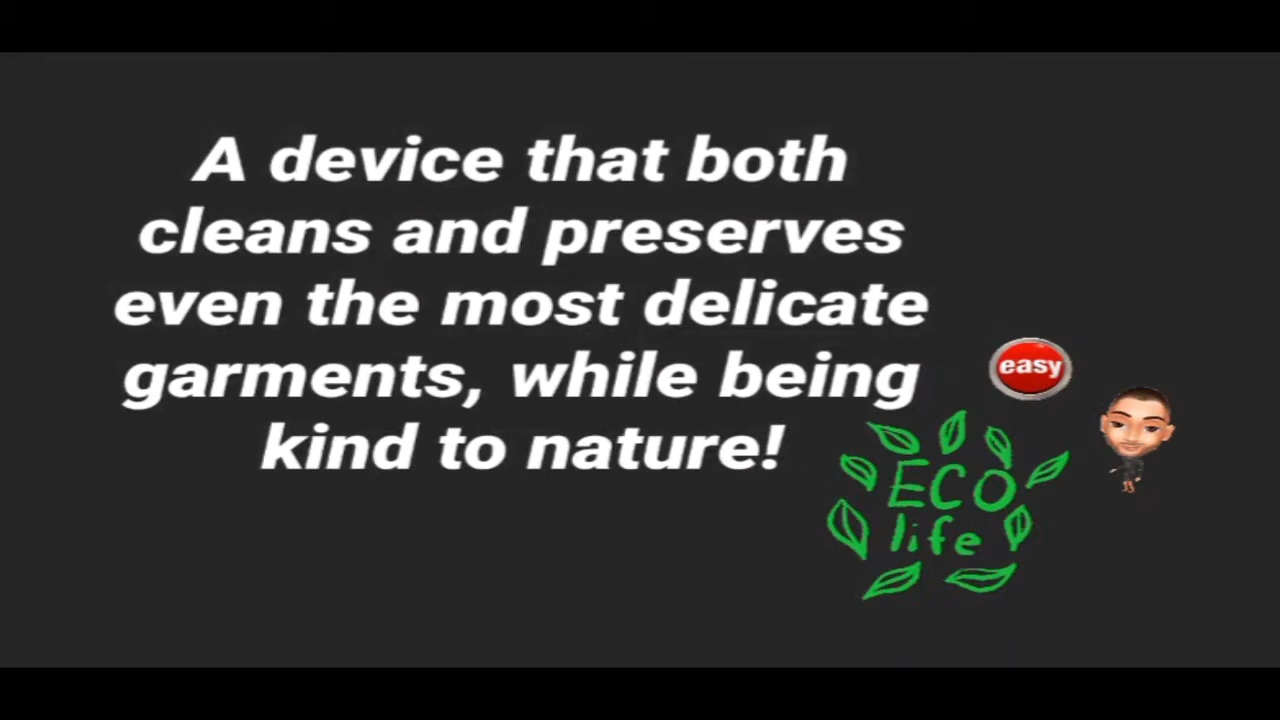 A device that both
cleans and preserves
even the most delicate
garments, while being
kind to nature!
easy
ECO
life